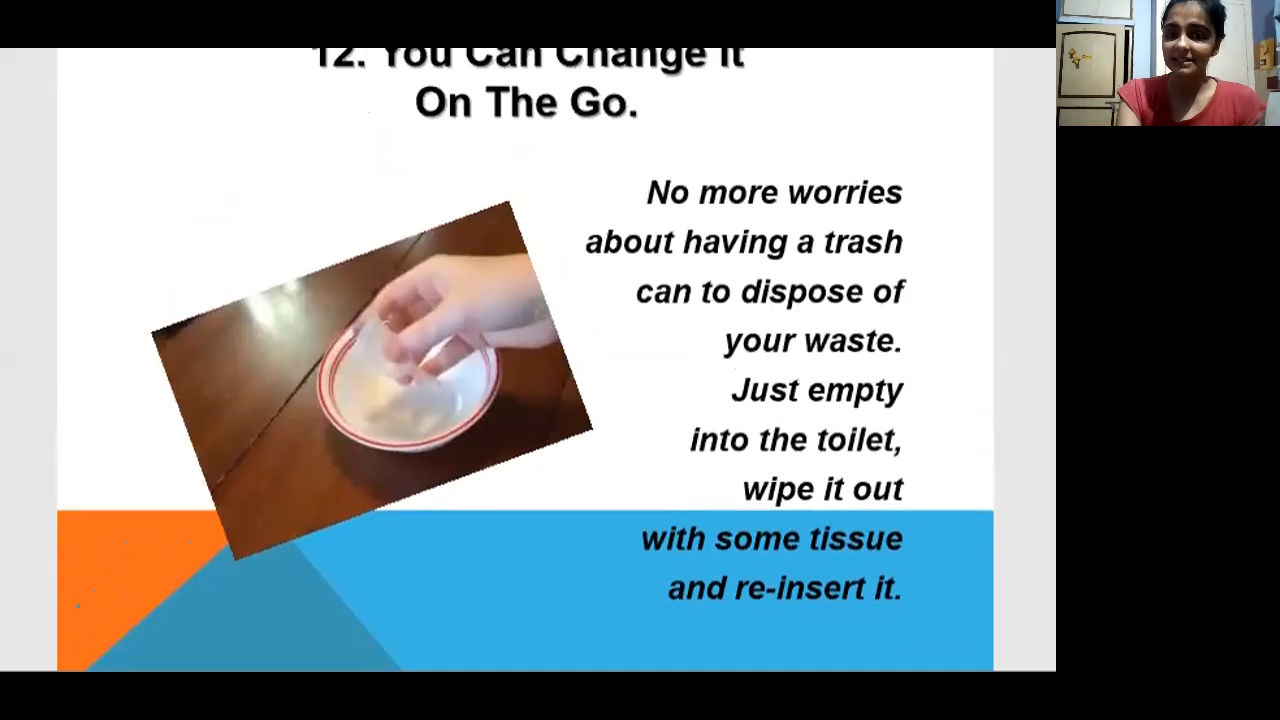 12. You Can Change it
On The Go.
No more worries
about having a trash
can to dispose of
your waste.
Just empty
into the toilet,
wipe it out
with some tissue
and re-insert it.